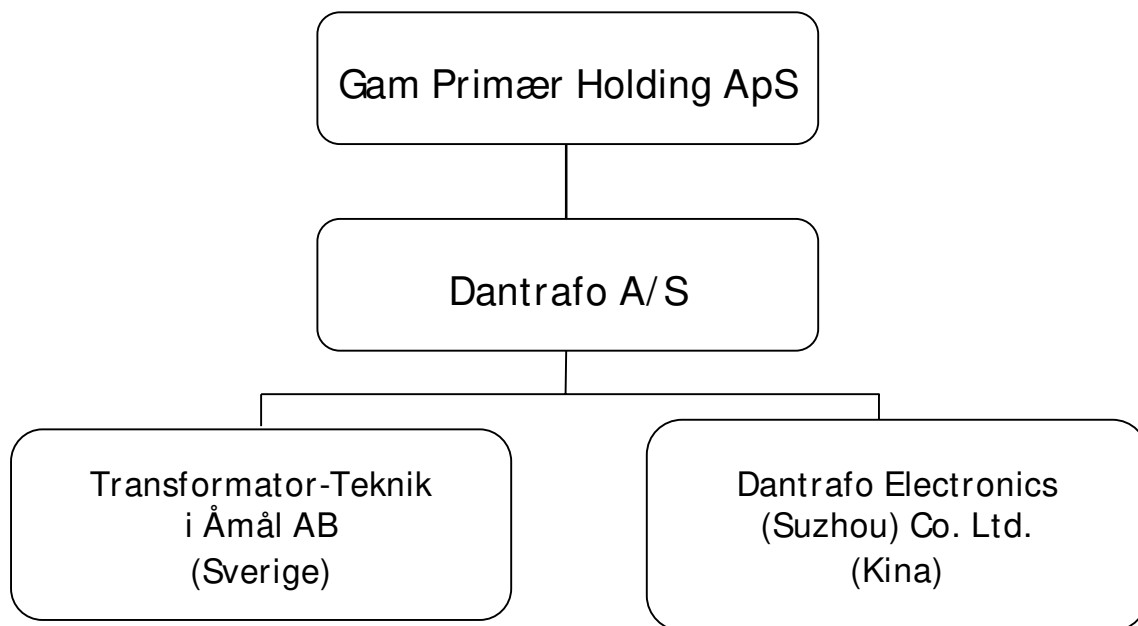 Gam Primær Holding ApS
Dantrafo A/S
Transformator-Teknik
i Åmål AB
(Sverige)
Dantrafo Electronics
(Suzhou) Co. Ltd.
(Kina)